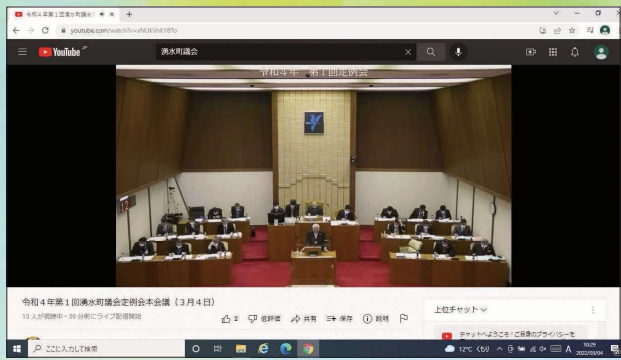 令和4年第1回湧水町議会
youtube.com/watch?v=xNUkVnKY8To
YouTube JP
湧水町議会
令和4年 第1回定例会
令和4年第1回湧水町議会定例会本会議（3月4日）
13 人が視聴中・39 分前にライブ配信開始
2 低評価 共有 保存 説明
上位チャット
チャットへようこそ！ご自身のプライバシーを
ここに入力して検索
12°C くもり A 10:29
2022/03/04